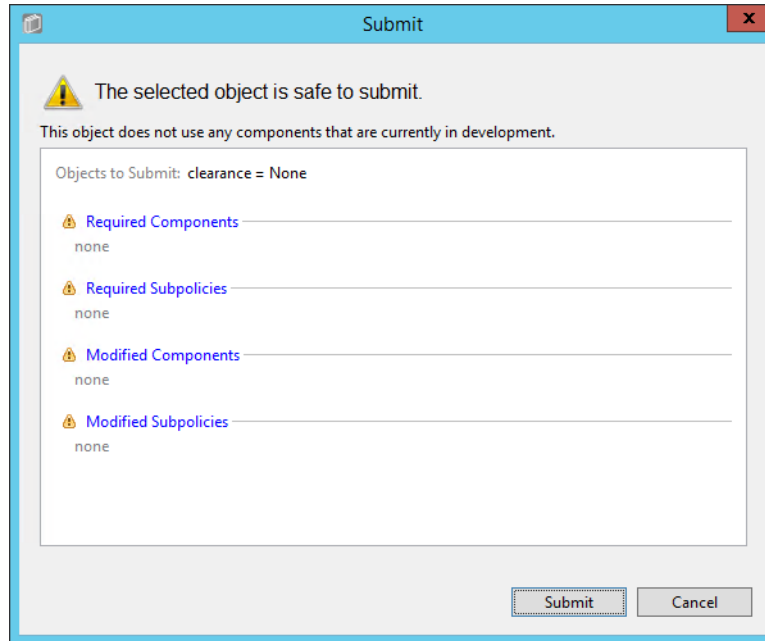 Submit
x
The selected object is safe to submit.
This object does not use any components that are currently in development.
Objects to Submit: clearance = None
Required Components
none
Required Subpolicies
none
Modified Components
none
Modified Subpolicies
none
Submit Cancel